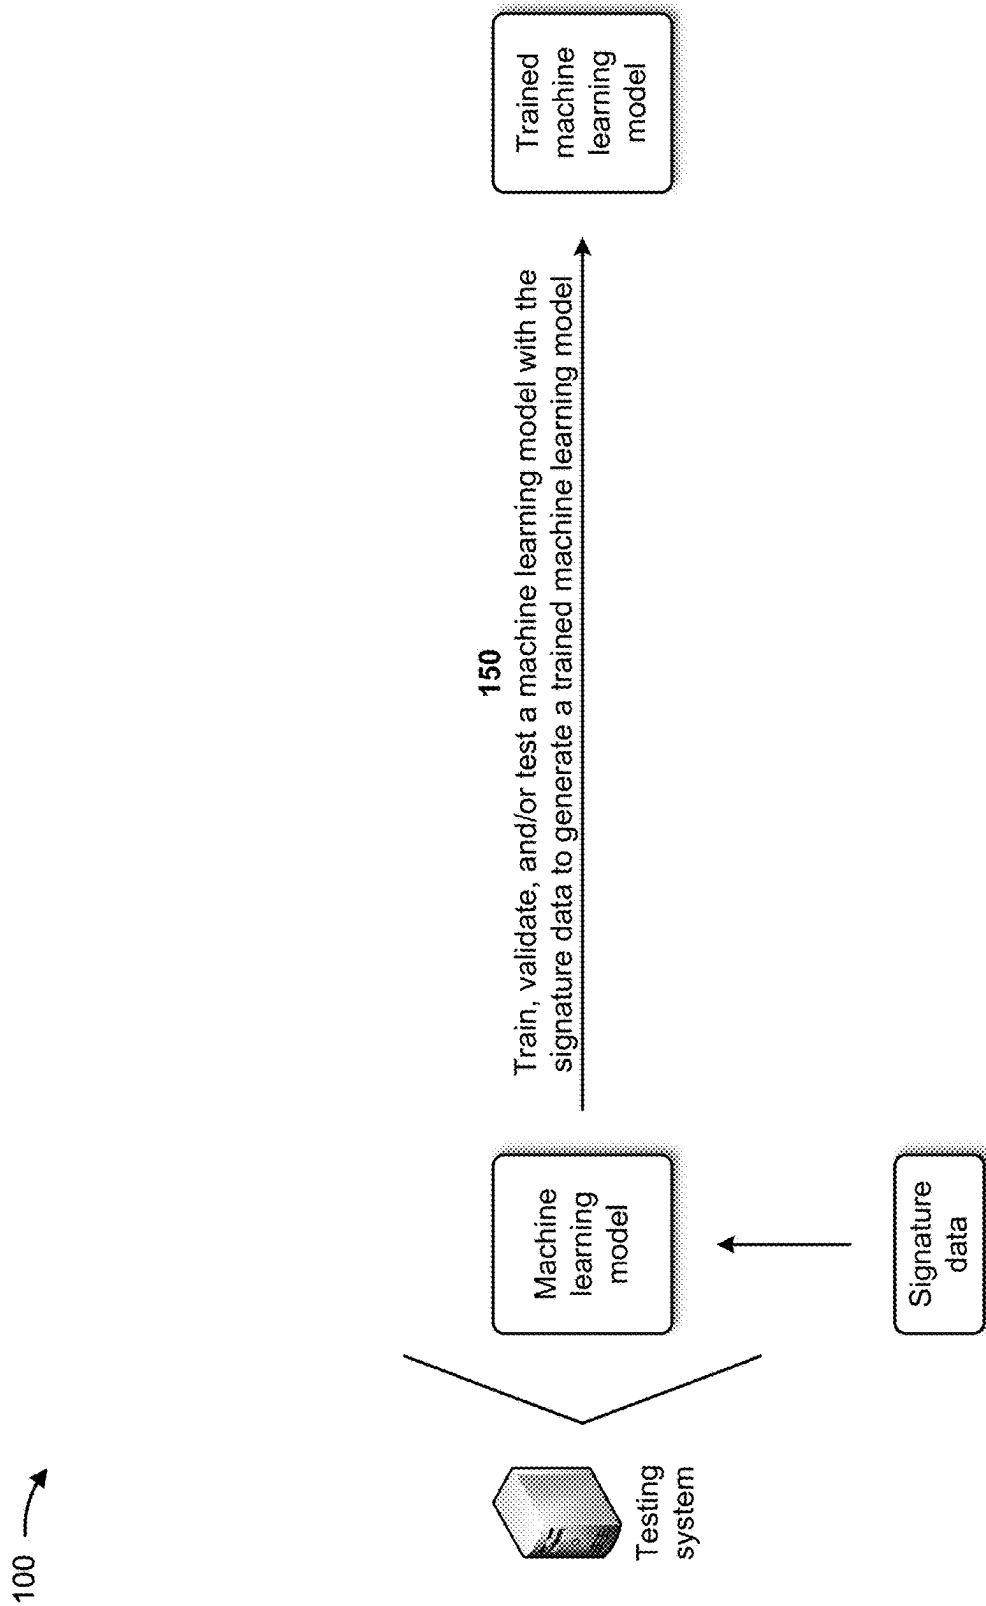 100
150
Train, validate, and/or test a machine learning model with the
signature data to generate a trained machine learning model
Testing
system
Machine
learning
model
Trained
machine
learning
model
Signature
data